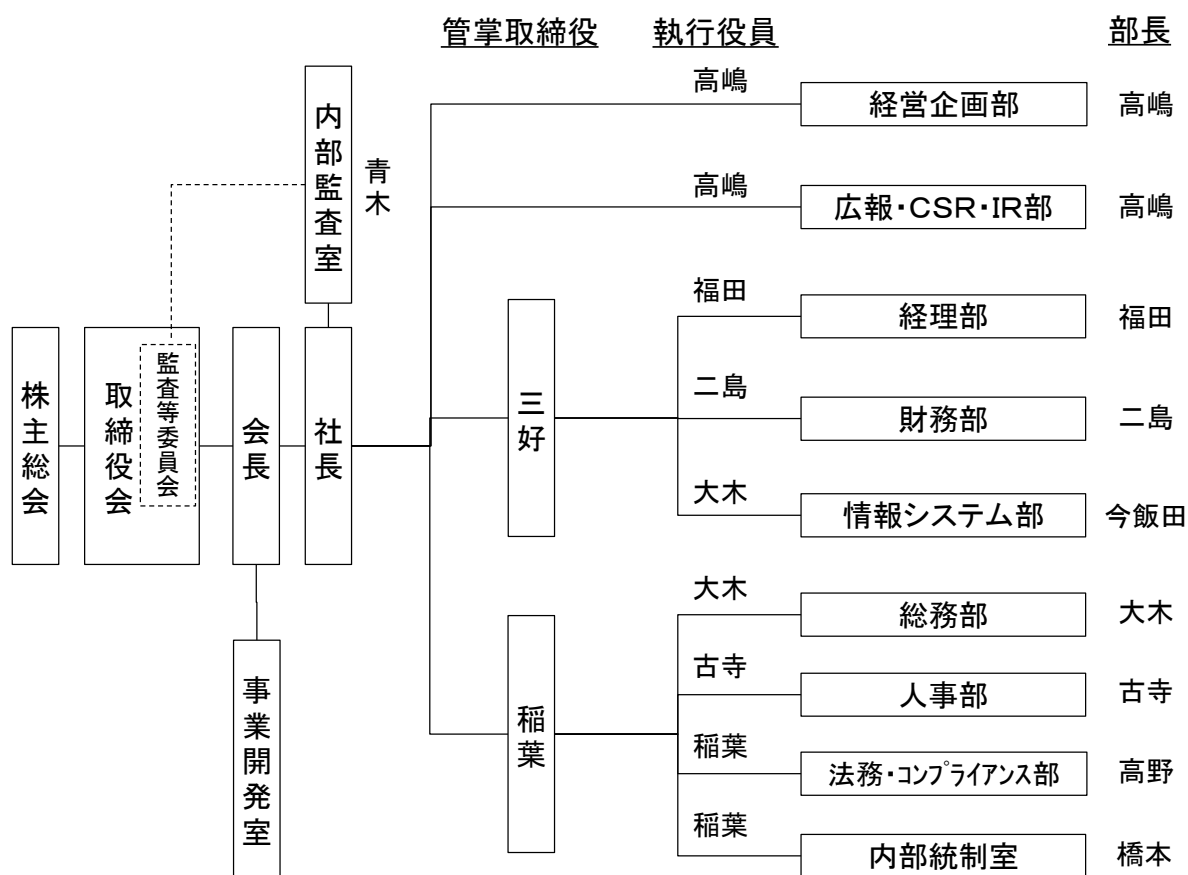 管掌取締役 執行役員 部長
株主総会
取締役会
監査等委員会
会長
社長
内部監査室
青木
事業開発室
高嶋 経営企画部 高嶋
高嶋 広報・CSR・IR部 高嶋
三好
福田 経理部 福田
二島 財務部 二島
大木 情報システム部 今飯田
稲葉
大木 総務部 大木
古寺 人事部 古寺
稲葉 法務・コンプライアンス部 高野
稲葉 内部統制室 橋本